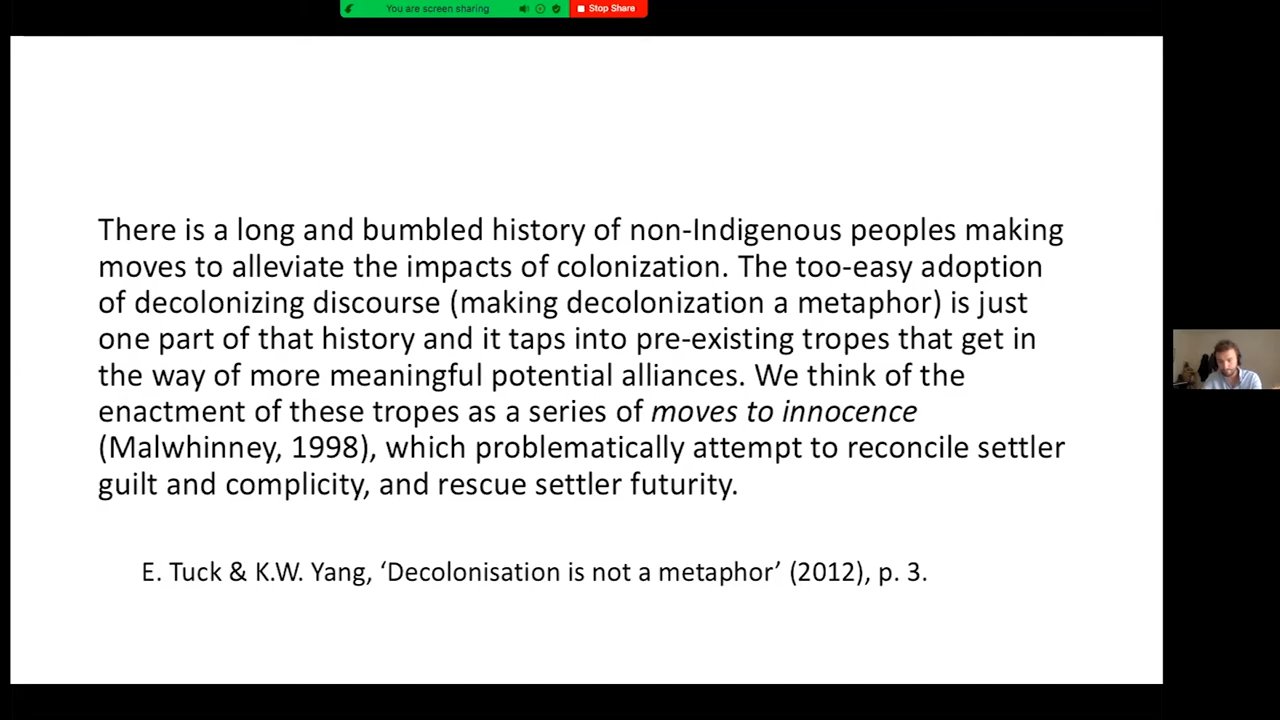 You are screen sharing
Stop Share
There is a long and bumbled history of non-Indigenous peoples making
moves to alleviate the impacts of colonization. The too-easy adoption
of decolonizing discourse (making decolonization a metaphor) is just
one part of that history and it taps into pre-existing tropes that get in
the way of more meaningful potential alliances. We think of the
enactment of these tropes as a series of moves to innocence
(Malwhinney, 1998), which problematically attempt to reconcile settler
guilt and complicity, and rescue settler futurity.
E. Tuck & K.W. Yang, ‘Decolonisation is not a metaphor’ (2012), p. 3.